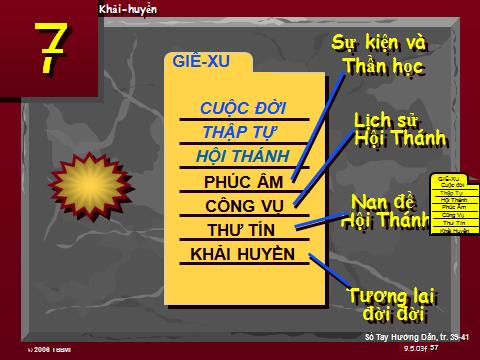 7
Khải-huyền
GIÊ-XU
CUỘC ĐỜI
THẬP TỰ
HỘI THÁNH
PHÚC ÂM
CÔNG VỤ
THƯ TÍN
KHẢI HUYỀN
Sự kiện và
Thần học
Lịch sử
Hội Thánh
Nan đề
Hội Thánh
Tương lai
đời đời
GIÊ-XU
Cuộc đời
Thập Tự
Hội Thánh
Phúc Âm
Công Vụ
Thư Tín
Khải Huyền
Sổ Tay Hướng Dẫn, tr. 39-41
© 2006 TBBMI
9.5.03f 57